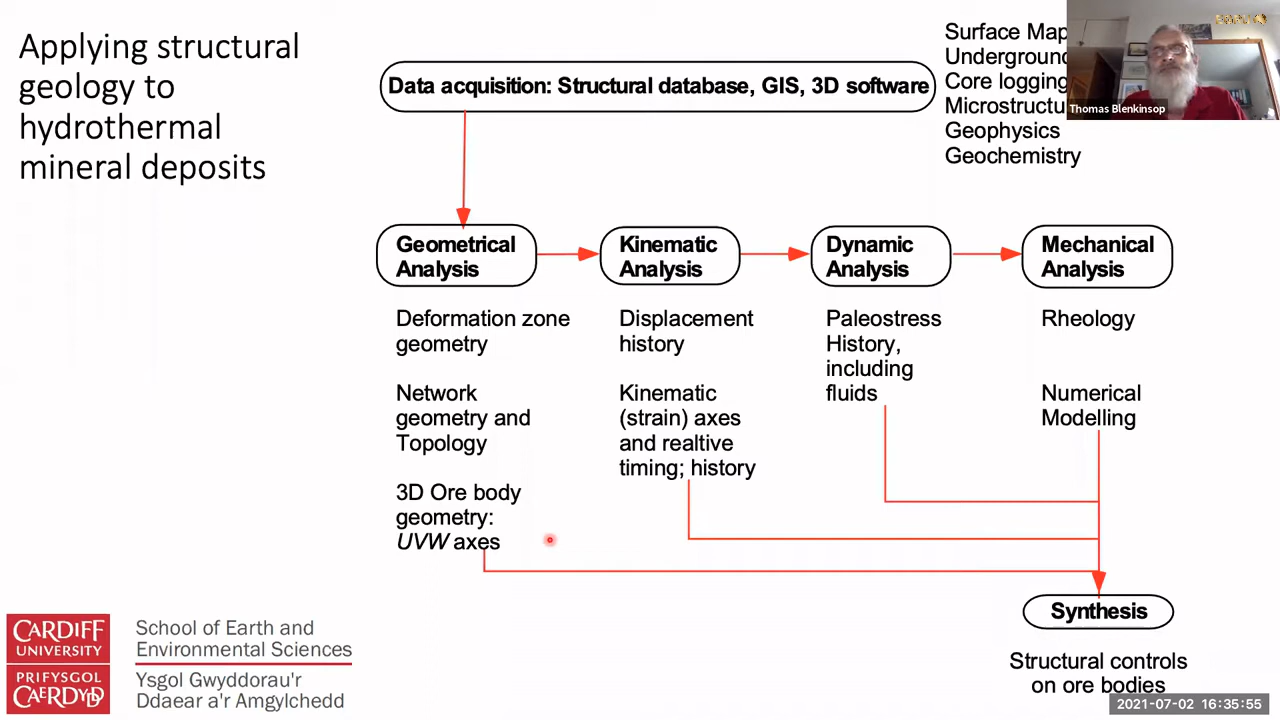 Applying structural
geology to
hydrothermal
mineral deposits
Data acquisition: Structural database, GIS, 3D software
Surface Map
Underground
Core logging
Microstructu
Geophysics
Geochemistry
Thomas Blenkinsop
Geometrical
Analysis
Kinematic
Analysis
Dynamic
Analysis
Mechanical
Analysis
Deformation zone
geometry
Network
geometry and
Topology
3D Ore body
geometry:
UVW axes
Displacement
history
Kinematic
(strain) axes
and realtive
timing; history
Paleostress
History,
including
fluids
Rheology
Numerical
Modelling
Synthesis
Structural controls
on ore bodies
CARDIFF
UNIVERSITY
PRIFYSGOL
CAERDYDD
School of Earth and
Environmental Sciences
Ysgol Gwyddorau'r
Ddaear a'r Amgylchedd
2021-07-02 16:35:55